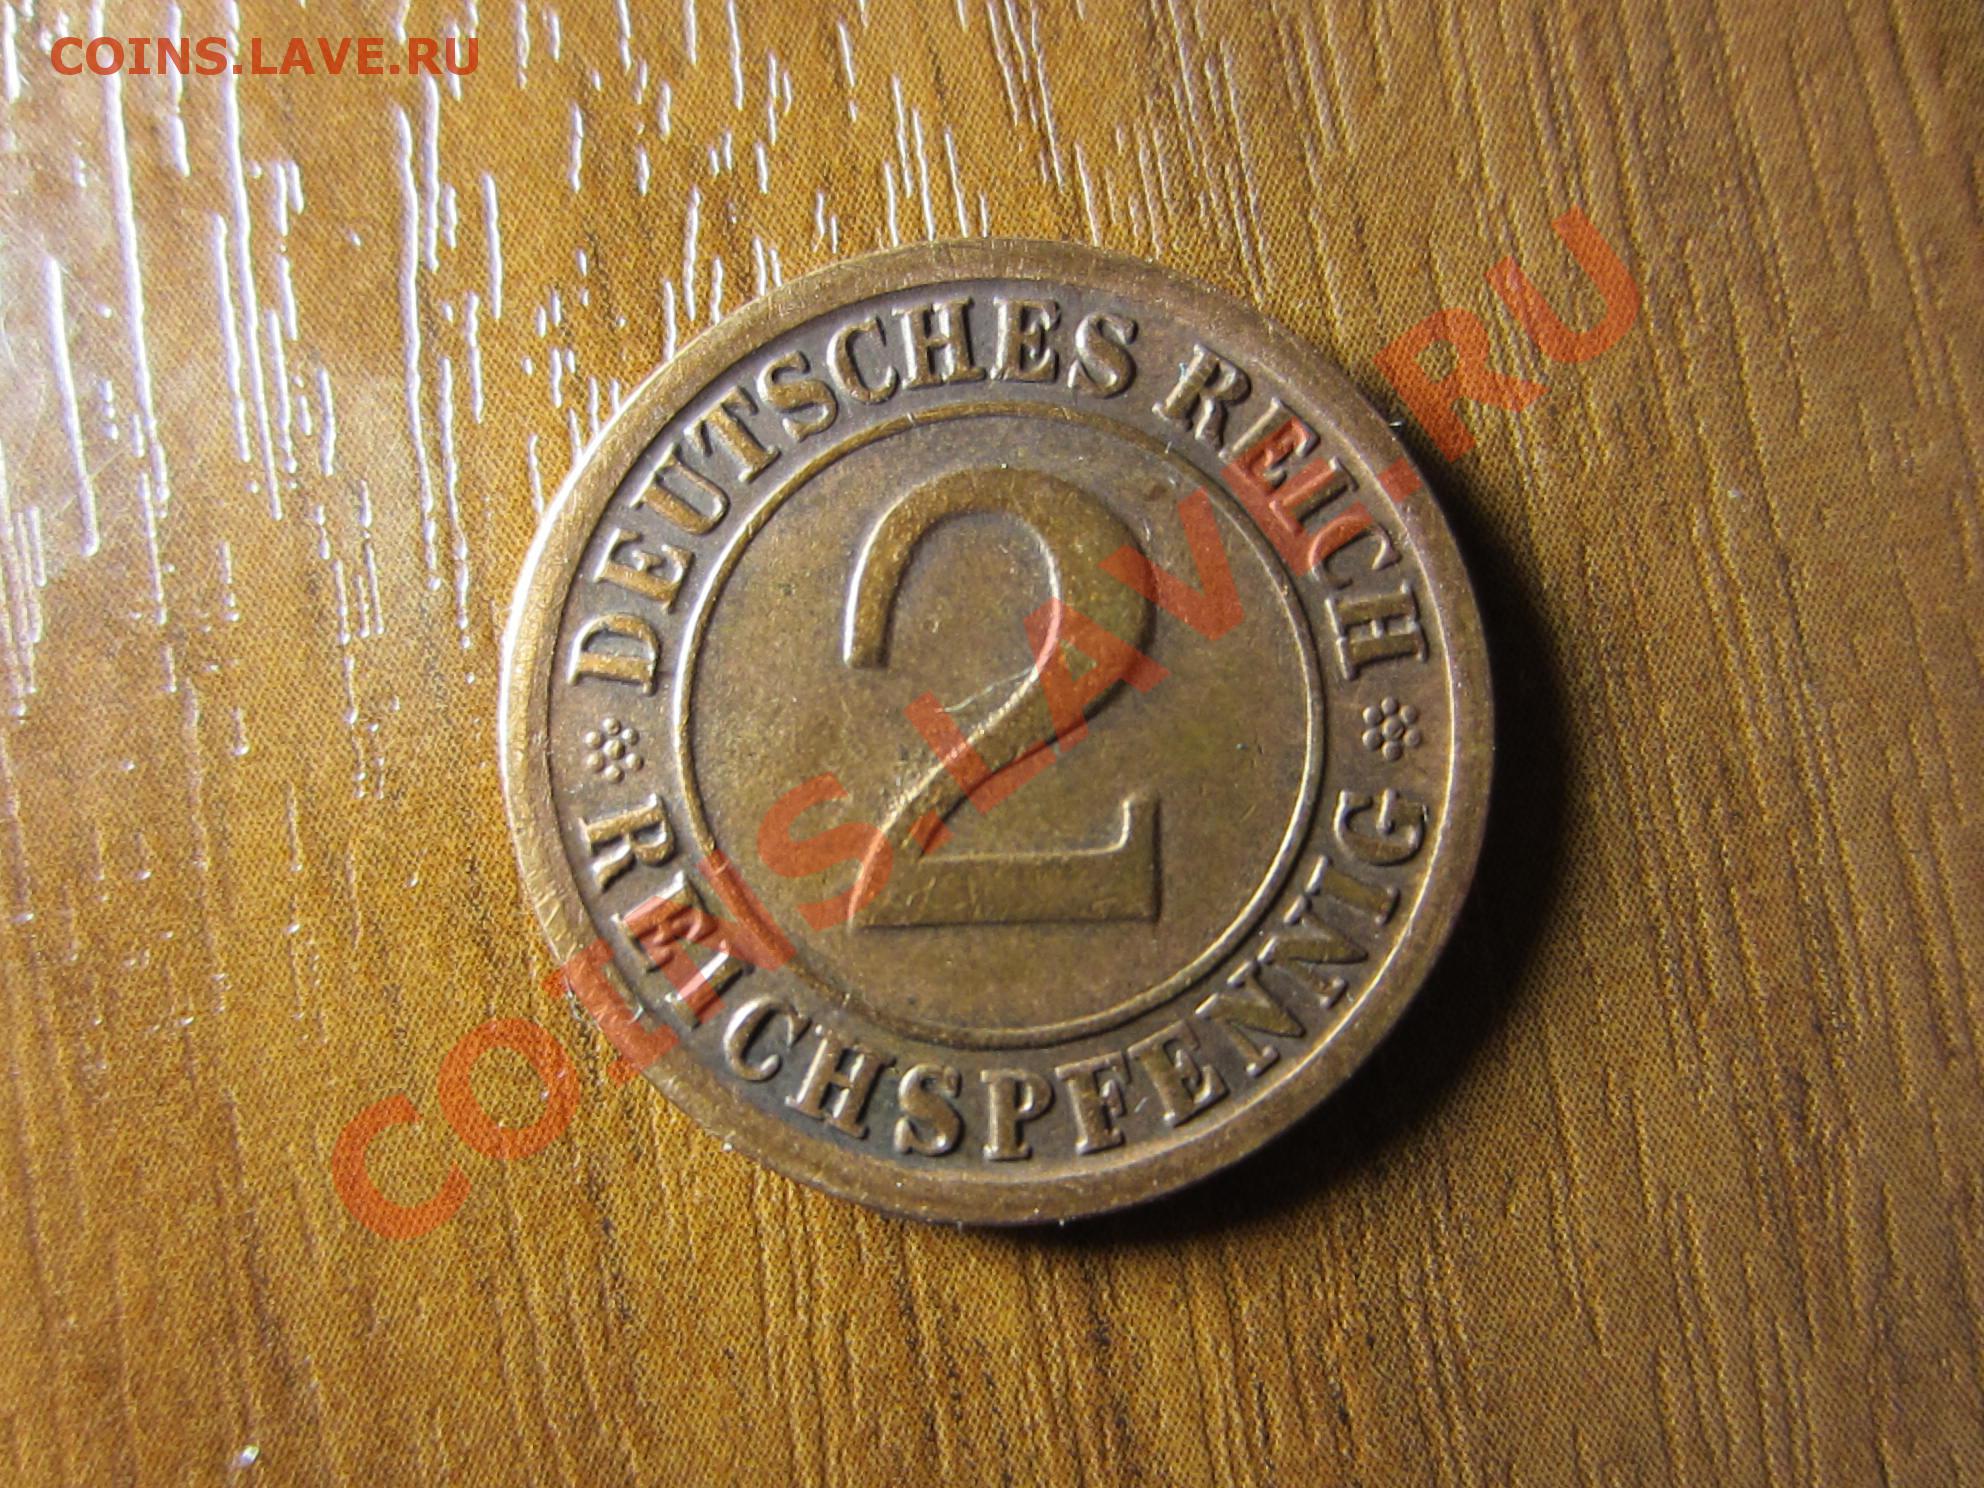 COINS.LAVE.RU
DEUTSCHES REICH
2
REICHSPFENNIG
COINS.LAVE.RU